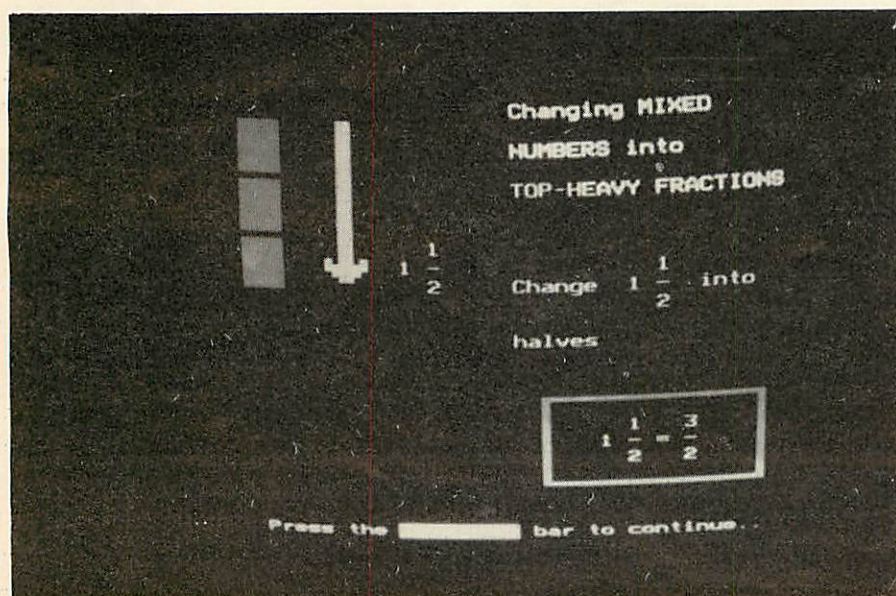 Changing MIXED
NUMBERS into
TOP-HEAVY FRACTIONS
1 1/2
Change 1 1/2 into
halves
1 1/2 = 3/2
Press the bar to continue..